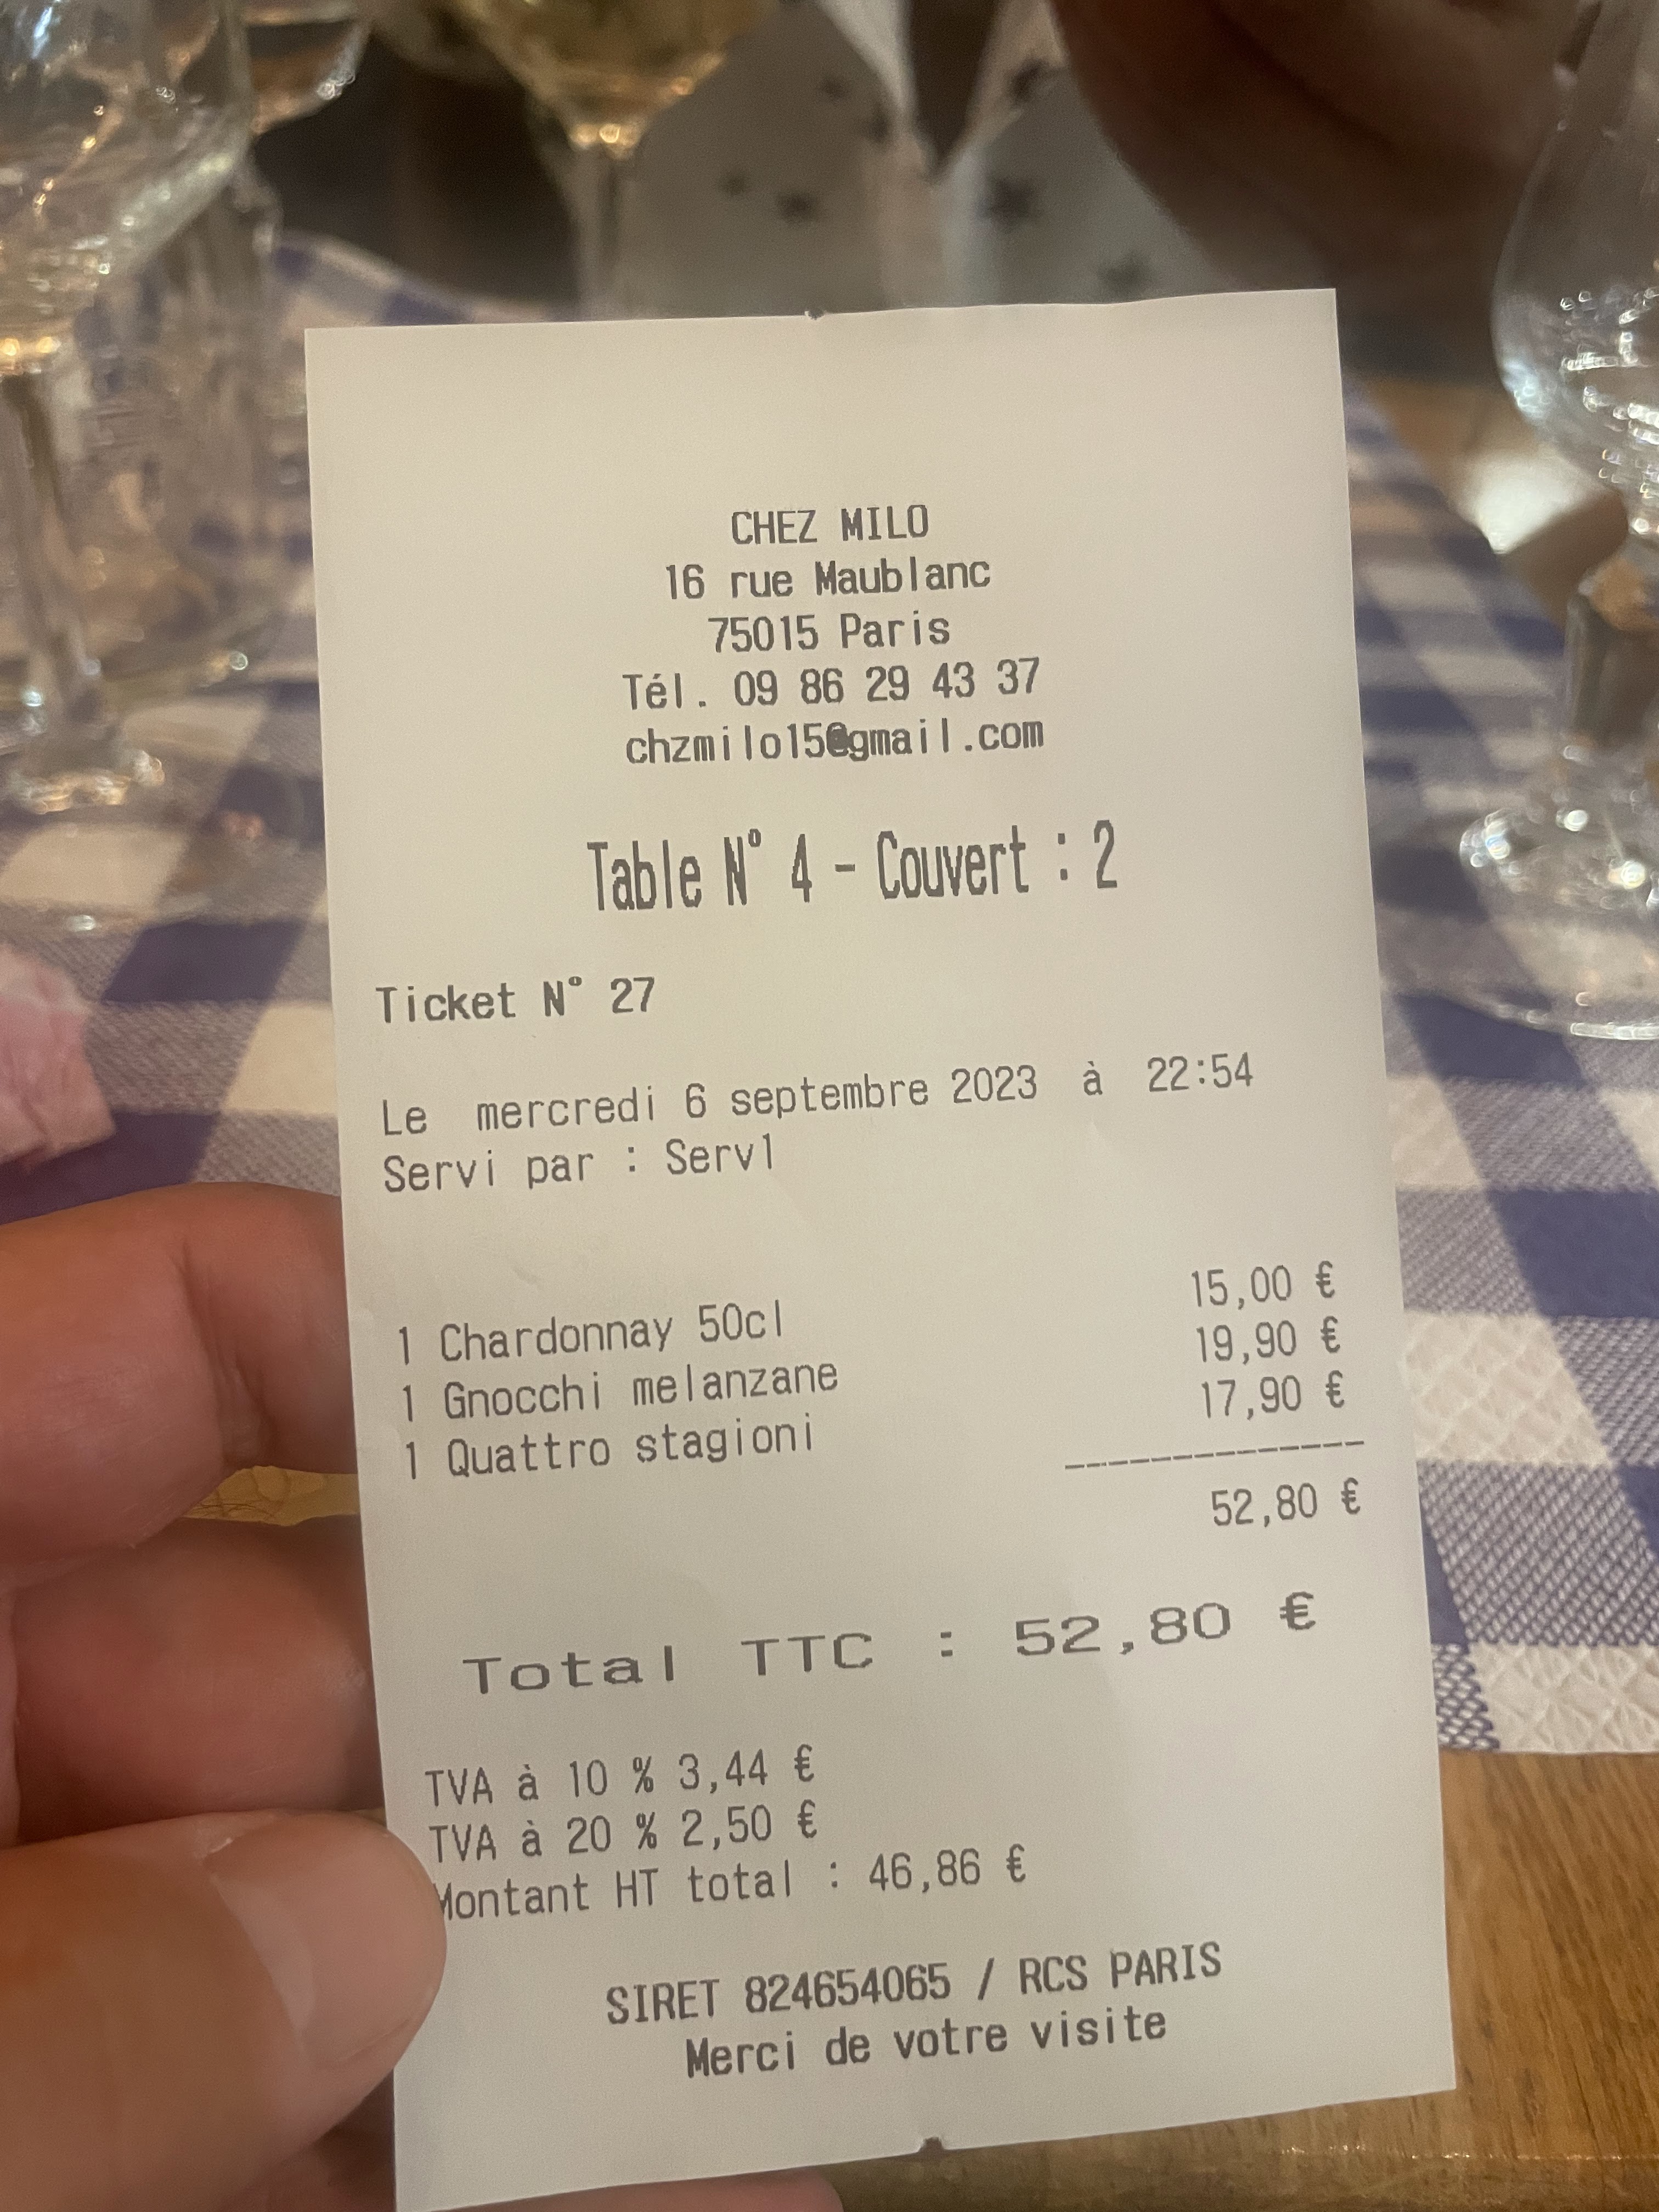 CHEZ MILO
16 rue Maublanc
75015 Paris
Tél. 09 86 29 43 37
chzmilo15@gmail.com
Table N° 4 - Couvert : 2
Ticket N° 27
Le mercredi 6 septembre 2023 à 22:54
Servi par : Serv1
1 Chardonnay 50cl 15,00 €
1 Gnocchi melanzane 19,90 €
1 Quattro stagioni 17,90 €
-------------
52,80 €
Total TTC : 52,80 €
TVA à 10 % 3,44 €
TVA à 20 % 2,50 €
Montant HT total : 46,86 €
SIRET 824654065 / RCS PARIS
Merci de votre visite